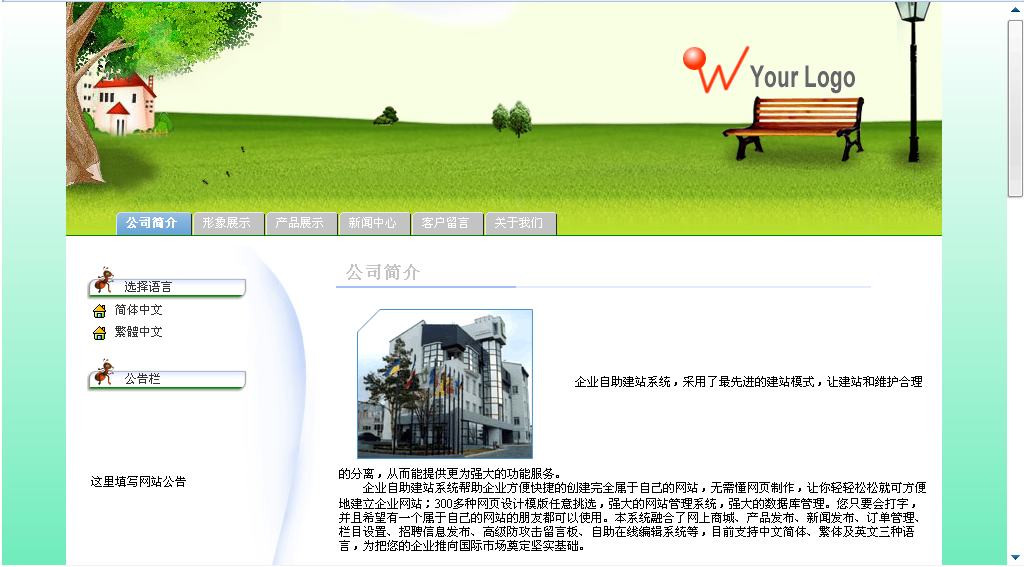 Your Logo
公司简介
形象展示
产品展示
新闻中心
客户留言
关于我们
选择语言
简体中文
繁體中文
公告栏
这里填写网站公告
公司简介
企业自助建站系统，采用了最先进的建站模式，让建站和维护合理
的分离，从而能提供更为强大的功能服务。
企业自助建站系统帮助企业方便快捷的创建完全属于自己的网站，无需懂网页制作，让你轻轻松松就可方便
地建立企业网站；300多种网页设计模版任意挑选，强大的网站管理系统，强大的数据库管理。您只要会打字，
并且希望有一个属于自己的网站的朋友都可以使用。本系统融合了网上商城、产品发布、新闻发布、订单管理、
栏目设置、招聘信息发布、高级防攻击留言板、自助在线编辑系统等，目前支持中文简体、繁体及英文三种语
言，为把您的企业推向国际市场奠定坚实基础。